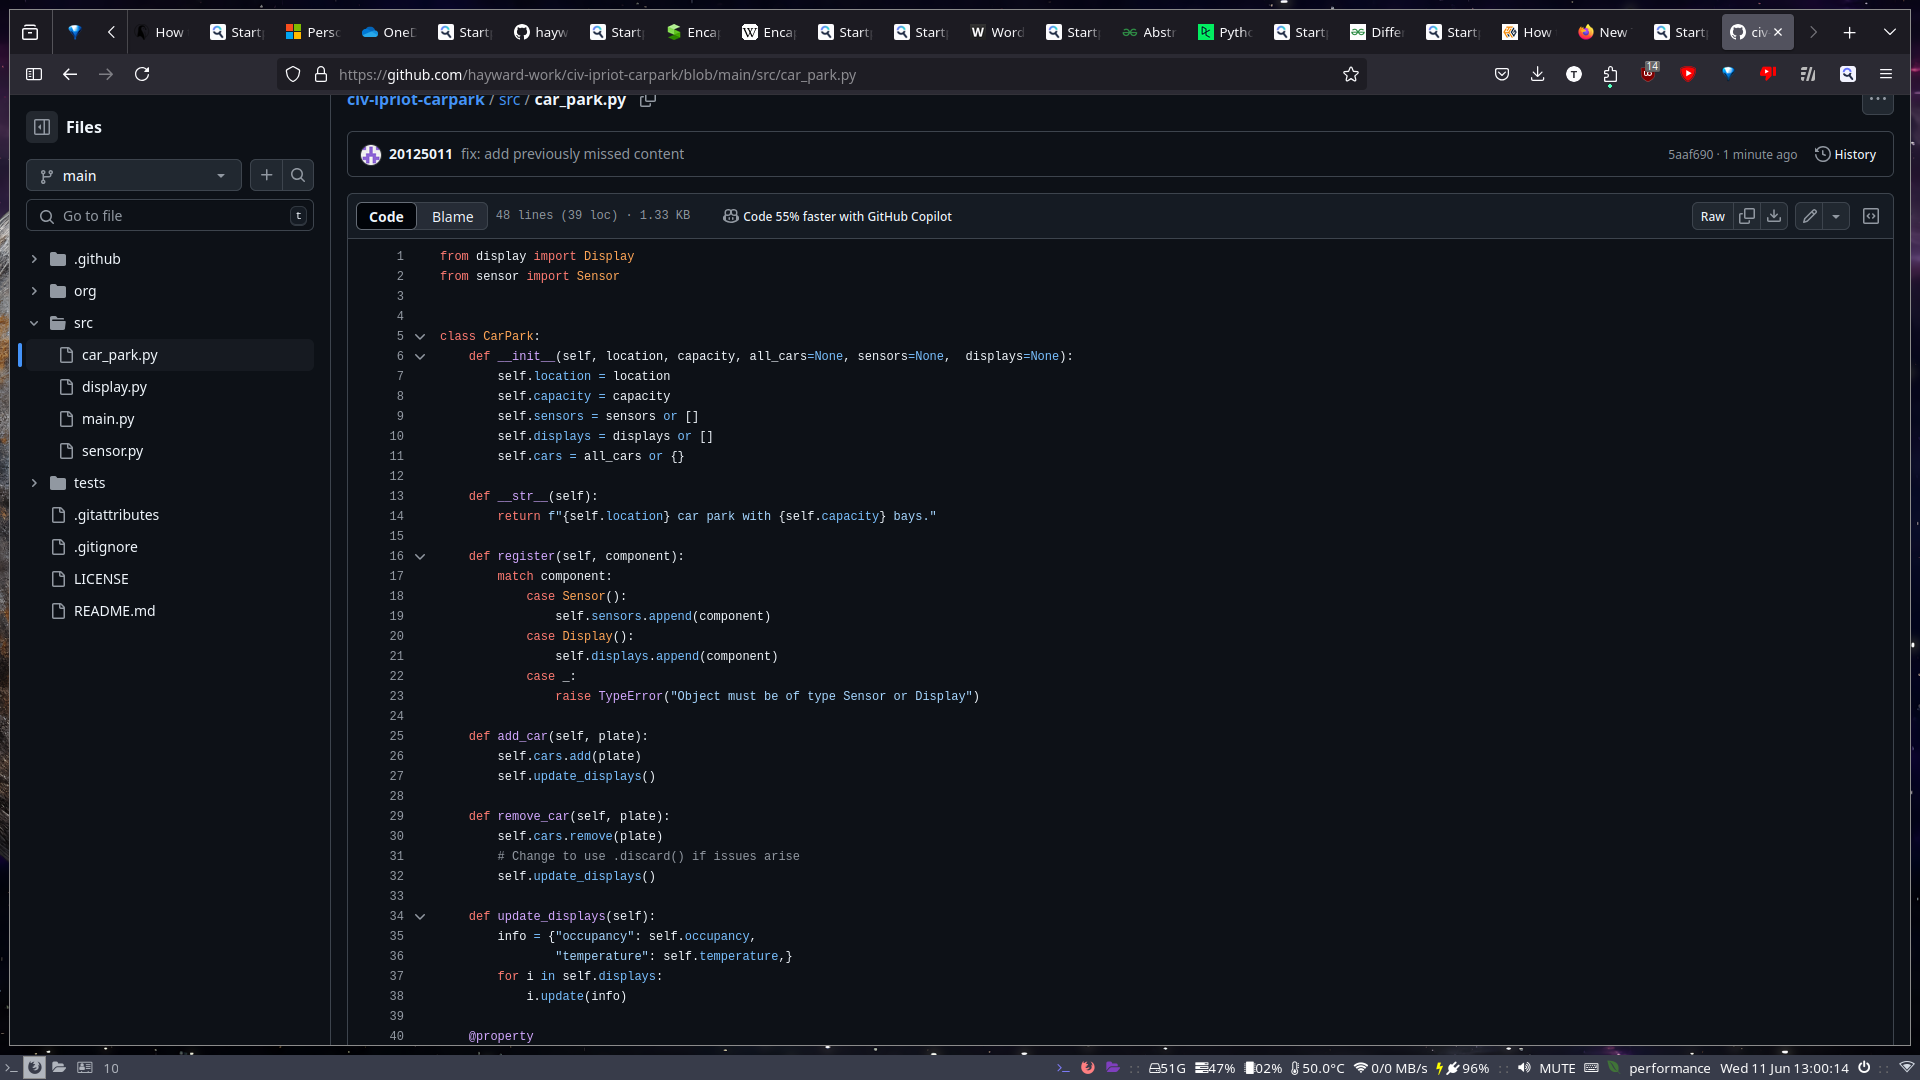 How
Start
Perso
OneD
Start
hayw
Start
Enca
Enca
Start
Start
Word
Start
Abstr
Pytho
Start
Differ
Start
How
New
Start
civ
https://github.com/hayward-work/civ-ipriot-carpark/blob/main/src/car_park.py
14
Files
main
Go to file
t
.github
org
src
car_park.py
display.py
main.py
sensor.py
tests
.gitattributes
.gitignore
LICENSE
README.md
civ-ipriot-carpark / src / car_park.py
20125011 fix: add previously missed content
5aaf690 · 1 minute ago
History
Code
Blame
48 lines (39 loc) · 1.33 KB
Code 55% faster with GitHub Copilot
Raw
1 from display import Display
2 from sensor import Sensor
3
4
5 class CarPark:
6     def __init__(self, location, capacity, all_cars=None, sensors=None,  displays=None):
7         self.location = location
8         self.capacity = capacity
9         self.sensors = sensors or []
10         self.displays = displays or []
11         self.cars = all_cars or {}
12
13     def __str__(self):
14         return f"{self.location} car park with {self.capacity} bays."
15
16     def register(self, component):
17         match component:
18             case Sensor():
19                 self.sensors.append(component)
20             case Display():
21                 self.displays.append(component)
22             case _:
23                 raise TypeError("Object must be of type Sensor or Display")
24
25     def add_car(self, plate):
26         self.cars.add(plate)
27         self.update_displays()
28
29     def remove_car(self, plate):
30         self.cars.remove(plate)
31         # Change to use .discard() if issues arise
32         self.update_displays()
33
34     def update_displays(self):
35         info = {"occupancy": self.occupancy,
36                 "temperature": self.temperature,}
37         for i in self.displays:
38             i.update(info)
39
40     @property
10
51G 47% 02% 50.0°C 0/0 MB/s 96% MUTE performance Wed 11 Jun 13:00:14